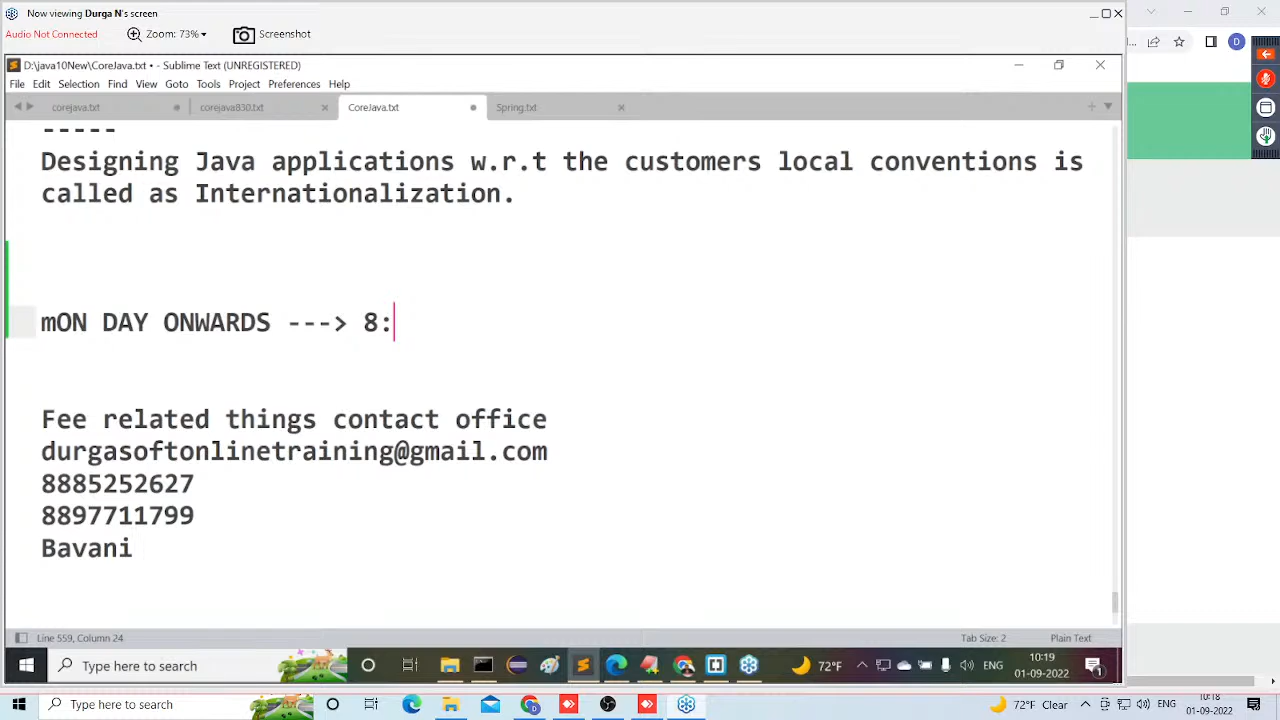 Now viewing Durga N's screen
Audio Not Connected
Zoom: 73%
Screenshot
D:\java10New\CoreJava.txt • - Sublime Text (UNREGISTERED)
File Edit Selection Find View Goto Tools Project Preferences Help
corejava.txt corejava830.txt CoreJava.txt Spring.txt
-----
Designing Java applications w.r.t the customers local conventions is
called as Internationalization.
mON DAY ONWARDS ---> 8:
Fee related things contact office
durgasoftonlinetraining@gmail.com
8885252627
8897711799
Bavani
Line 559, Column 24 Tab Size: 2 Plain Text
Type here to search 72°F ENG 10:19
01-09-2022
Type here to search 72°F Clear ENG 10:18
01-09-2022